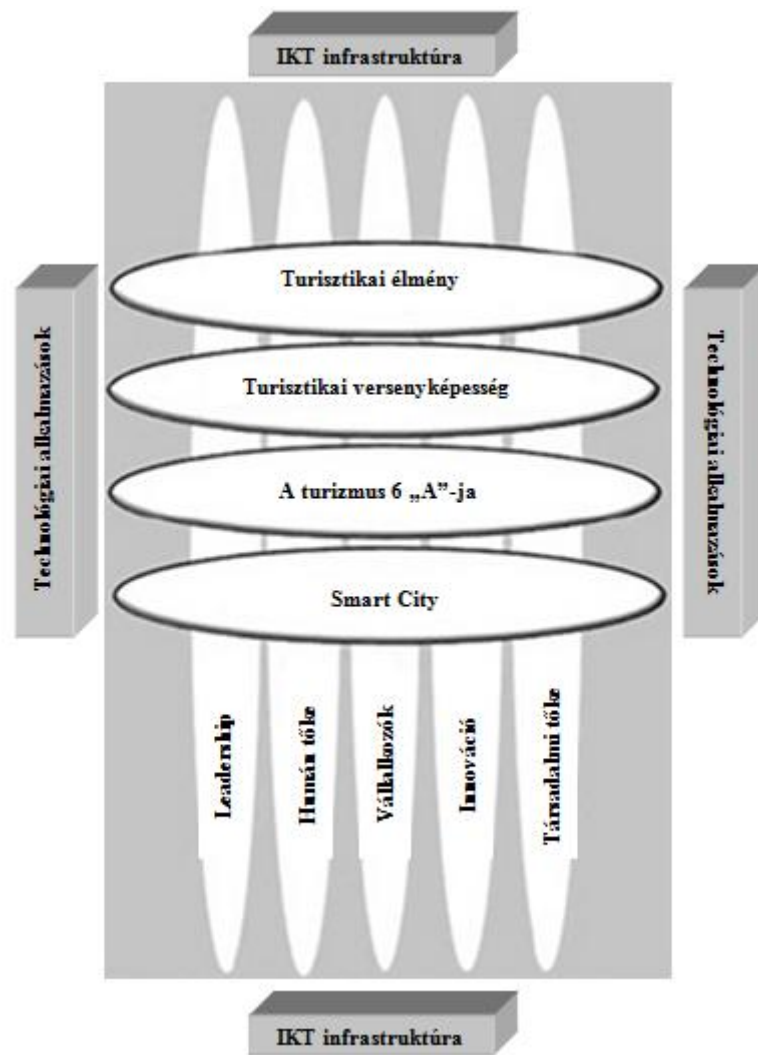 IKT infrastruktúra
Turisztikai élmény
Technológiai alkalmazások
Technológiai alkalmazások
Turisztikai versenyképesség
A turizmus 6 „A”-ja
Smart City
Leadership
Humán tőke
Vállalkozók
Innováció
Társadalmi tőke
IKT infrastruktúra